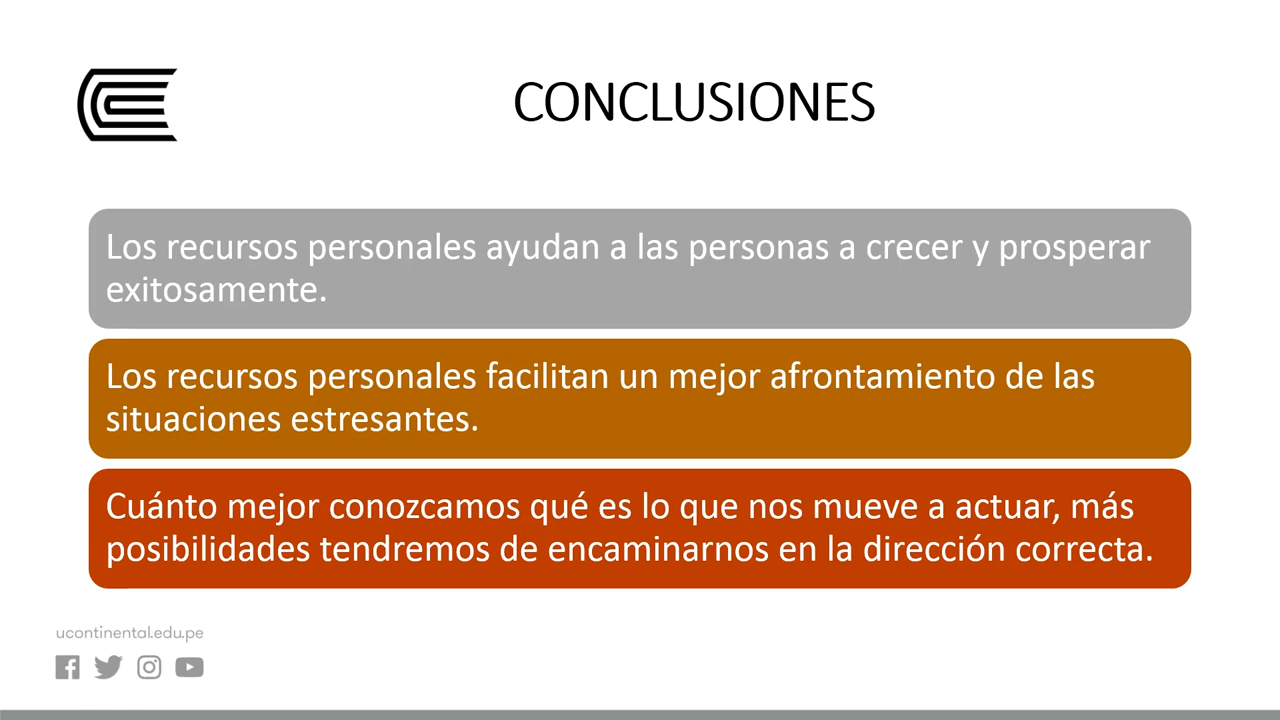 CONCLUSIONES
Los recursos personales ayudan a las personas a crecer y prosperar
exitosamente.
Los recursos personales facilitan un mejor afrontamiento de las
situaciones estresantes.
Cuánto mejor conozcamos qué es lo que nos mueve a actuar, más
posibilidades tendremos de encaminarnos en la dirección correcta.
ucontinental.edu.pe